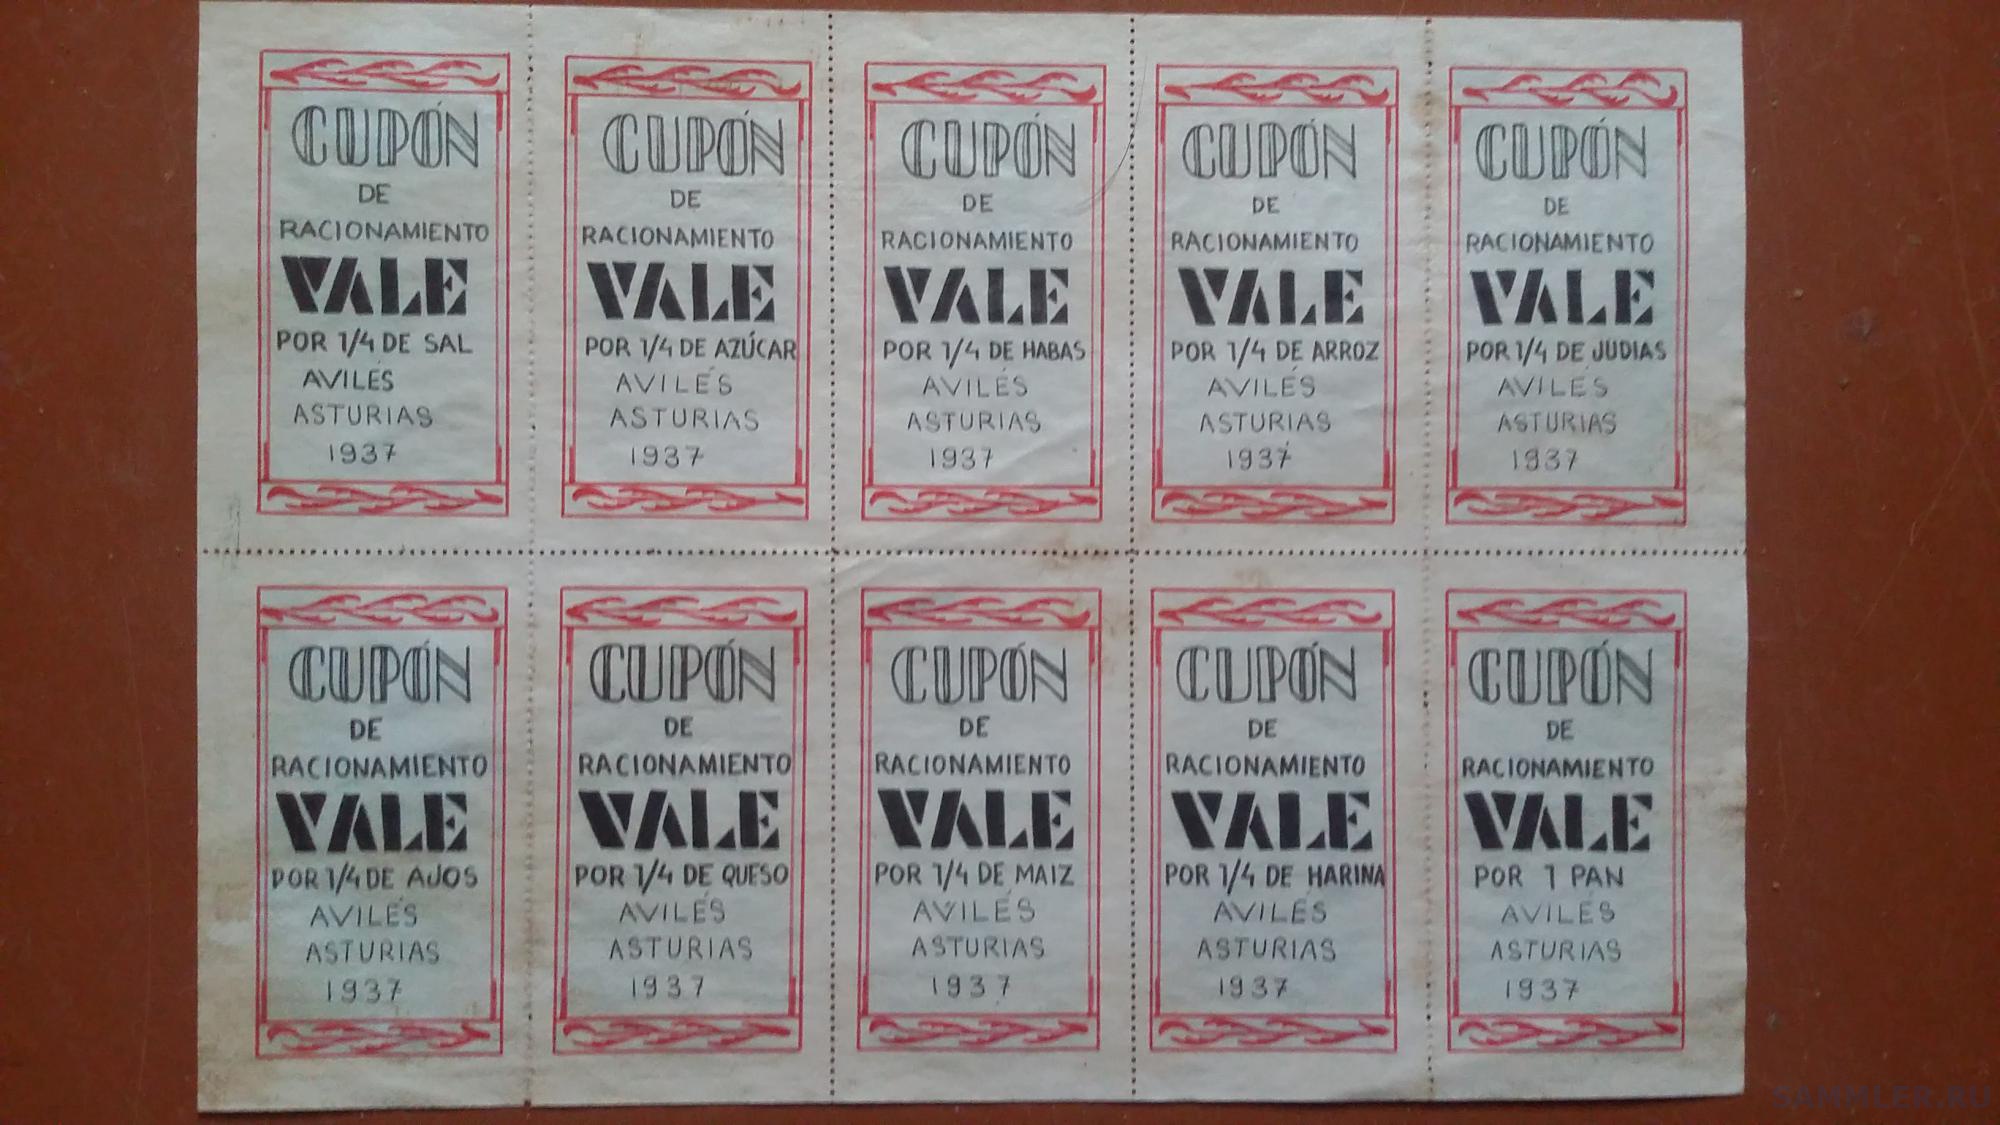 CUPÓN
DE
RACIONAMIENTO
VALE
POR 1/4 DE SAL
AVILÉS
ASTURIAS
1937
CUPÓN
DE
RACIONAMIENTO
VALE
POR 1/4 DE AZÚCAR
AVILÉS
ASTURIAS
1937
CUPÓN
DE
RACIONAMIENTO
VALE
POR 1/4 DE HABAS
AVILÉS
ASTURIAS
1937
CUPÓN
DE
RACIONAMIENTO
VALE
POR 1/4 DE ARROZ
AVILÉS
ASTURIAS
1937
CUPÓN
DE
RACIONAMIENTO
VALE
POR 1/4 DE JUDIAS
AVILÉS
ASTURIAS
1937
CUPÓN
DE
RACIONAMIENTO
VALE
POR 1/4 DE AJOS
AVILÉS
ASTURIAS
1937
CUPÓN
DE
RACIONAMIENTO
VALE
POR 1/4 DE QUESO
AVILÉS
ASTURIAS
1937
CUPÓN
DE
RACIONAMIENTO
VALE
POR 1/4 DE MAIZ
AVILÉS
ASTURIAS
1937
CUPÓN
DE
RACIONAMIENTO
VALE
POR 1/4 DE HARINA
AVILÉS
ASTURIAS
1937
CUPÓN
DE
RACIONAMIENTO
VALE
POR 1 PAN
AVILÉS
ASTURIAS
1937
SAMMLER.RU